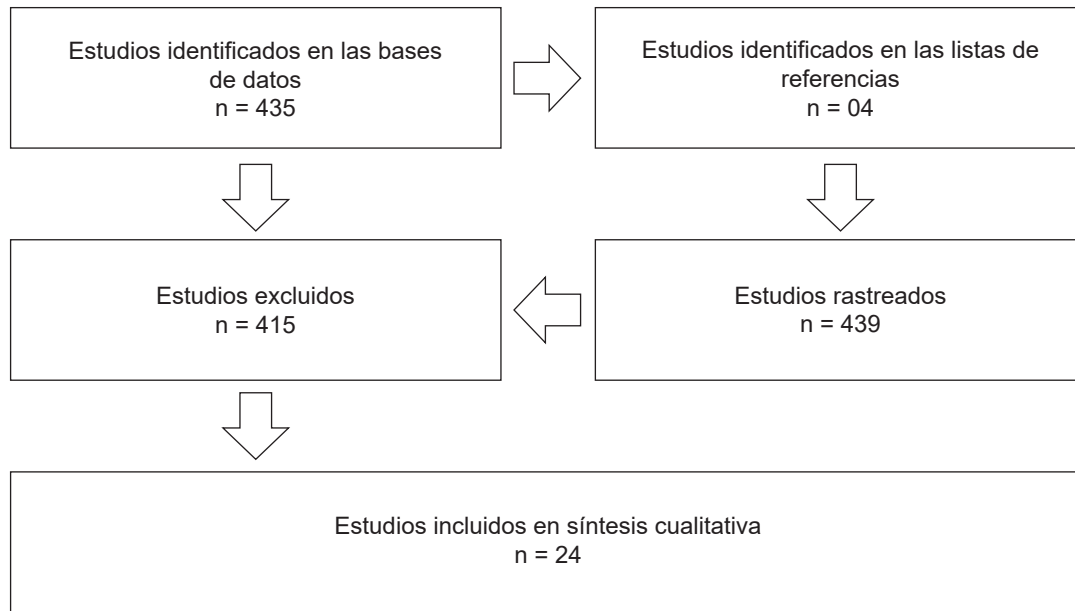 Estudios identificados en las bases
de datos
n = 435
Estudios identificados en las listas de
referencias
n = 04
Estudios excluidos
n = 415
Estudios rastreados
n = 439
Estudios incluidos en síntesis cualitativa
n = 24